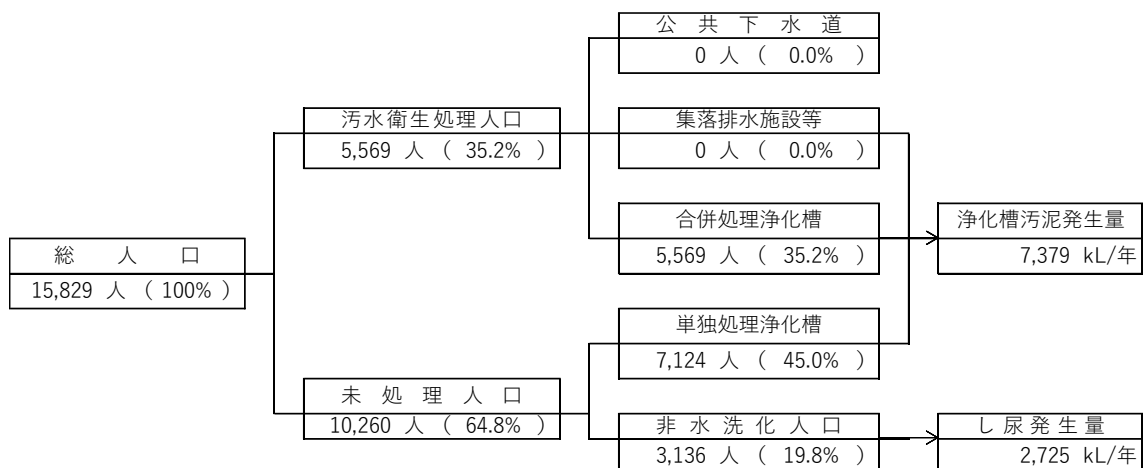 公共下水道
0 人 ( 0.0% )
汚水衛生処理人口
5,569 人 ( 35.2% )
集落排水施設等
0 人 ( 0.0% )
合併処理浄化槽
5,569 人 ( 35.2% )
浄化槽汚泥発生量
7,379 kL/年
総人口
15,829 人 ( 100% )
単独処理浄化槽
7,124 人 ( 45.0% )
未処理人口
10,260 人 ( 64.8% )
非水洗化人口
3,136 人 ( 19.8% )
し尿発生量
2,725 kL/年